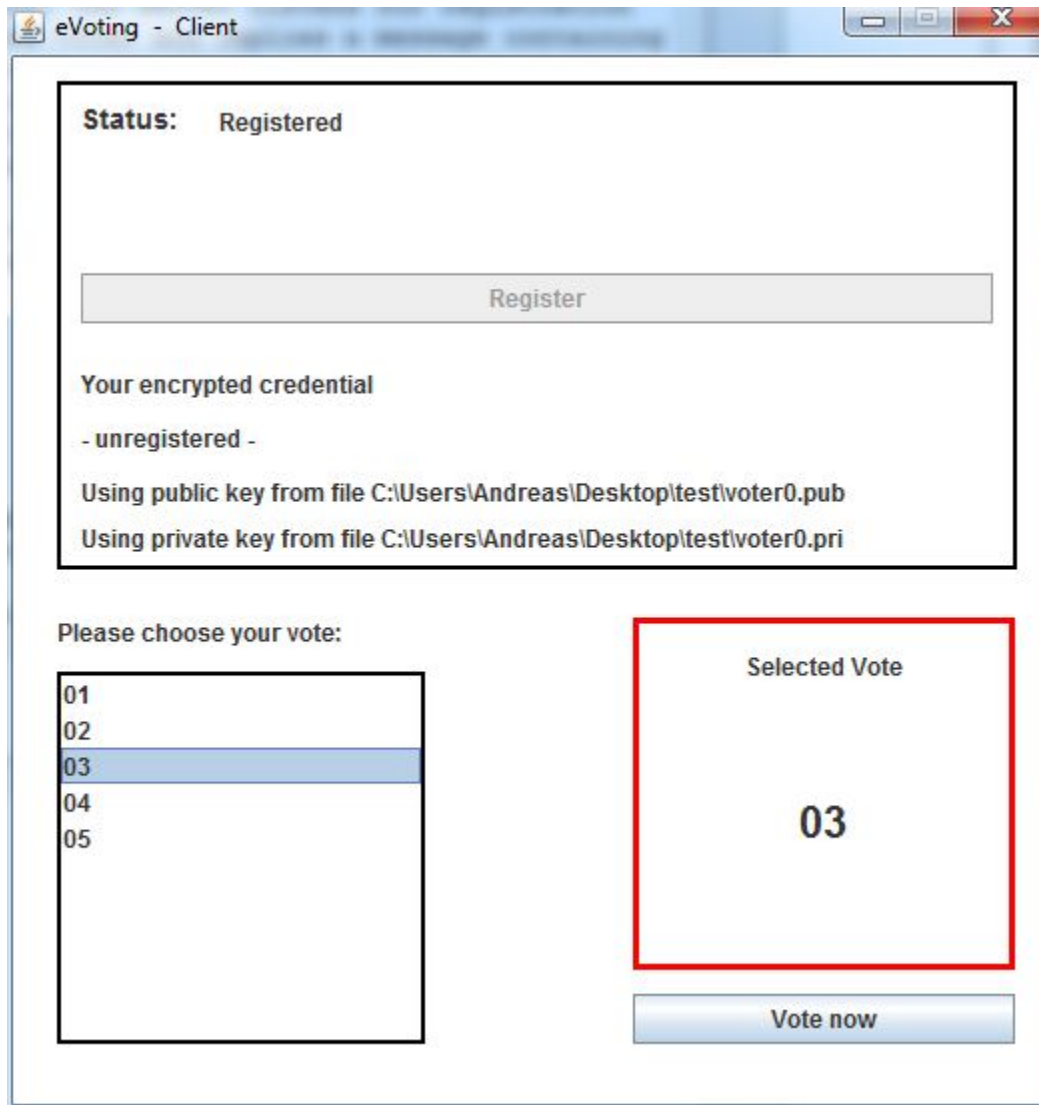 eVoting - Client
Status: Registered
Register
Your encrypted credential
- unregistered -
Using public key from file C:\Users\Andreas\Desktop\test\voter0.pub
Using private key from file C:\Users\Andreas\Desktop\test\voter0.pri
Please choose your vote:
01
02
03
04
05
Selected Vote
03
Vote now